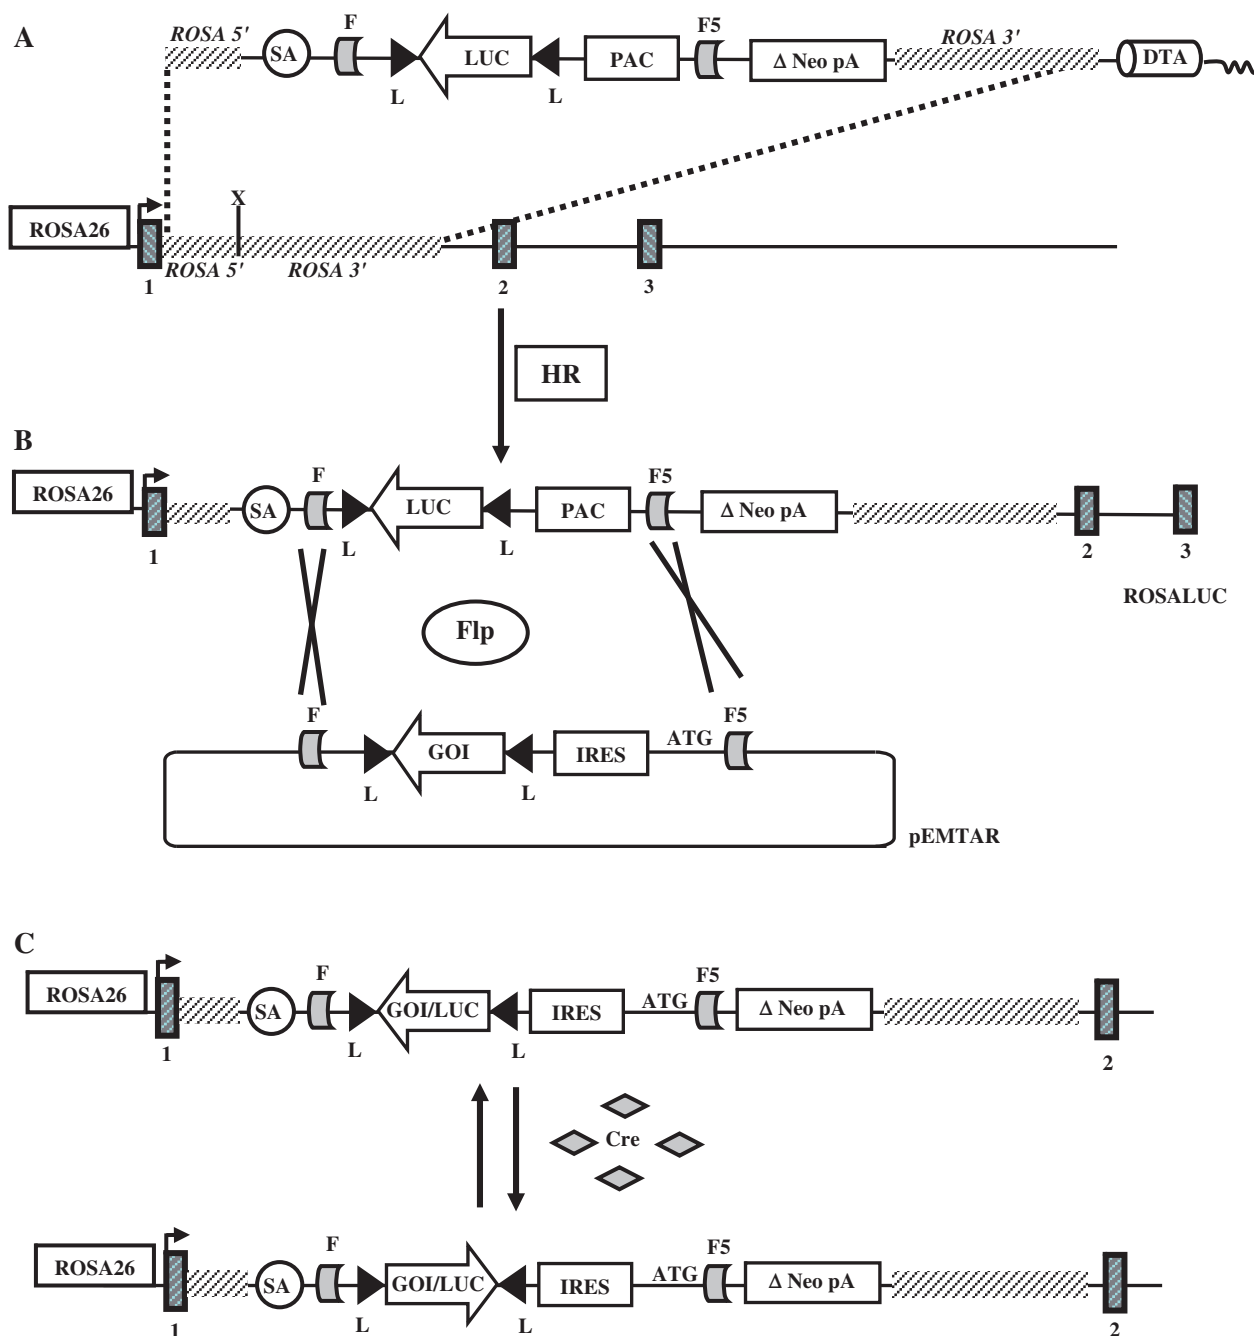 A
ROSA 5' SA F LUC PAC F5 Δ Neo pA ROSA 3' DTA
L L
X
ROSA26
1 ROSA 5' ROSA 3' 2 3
HR
B
ROSA26 SA F LUC PAC F5 Δ Neo pA
1 L L 2 3
ROSALUC
Flp
F GOI IRES ATG F5
L L
pEMTAR
C
ROSA26 SA F GOI/LUC IRES ATG F5 Δ Neo pA
1 L L 2
Cre
ROSA26 SA F GOI/LUC IRES ATG F5 Δ Neo pA
1 L L 2